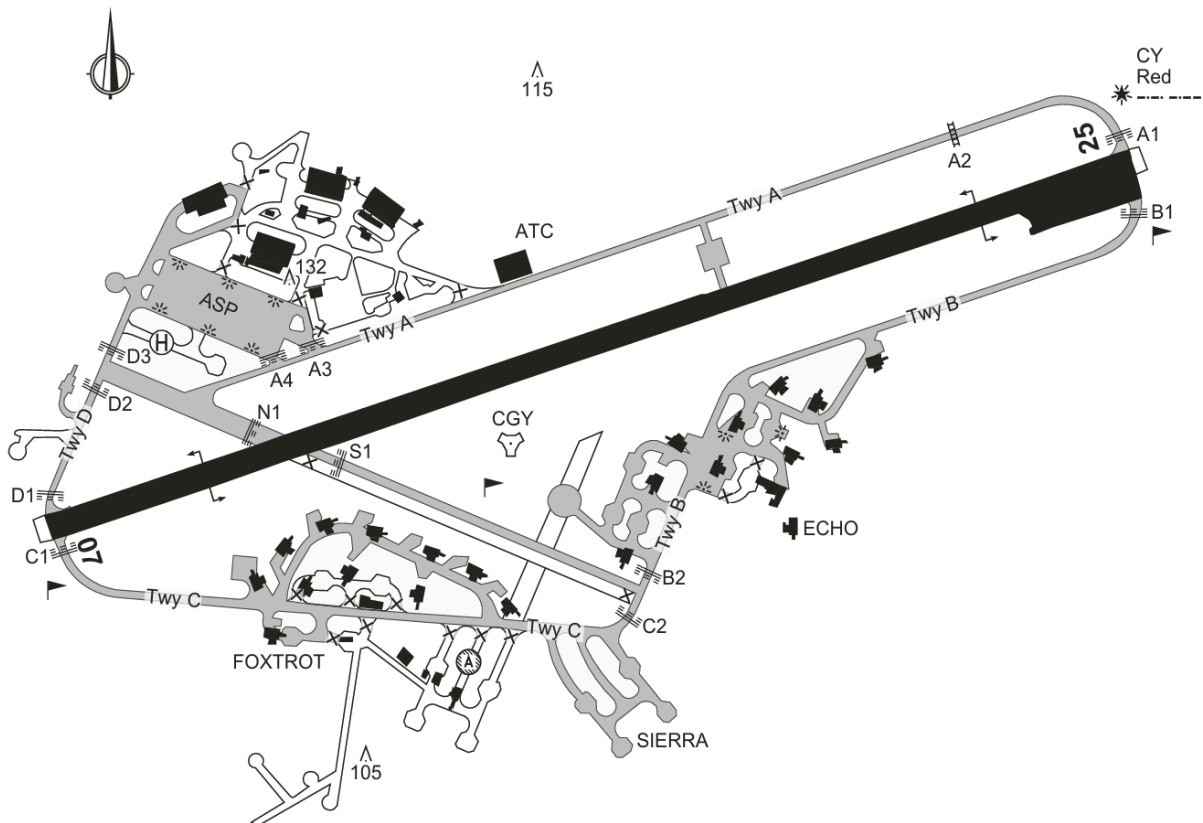 CY
Red
115
25
A1
A2
Twy A
B1
ATC
132
ASP
Twy B
Twy A
H
D3
A3
A4
D2
N1
CGY
S1
Twy D
D1
Twy B
ECHO
C1
07
B2
Twy C
C2
Twy C
FOXTROT
A
SIERRA
105